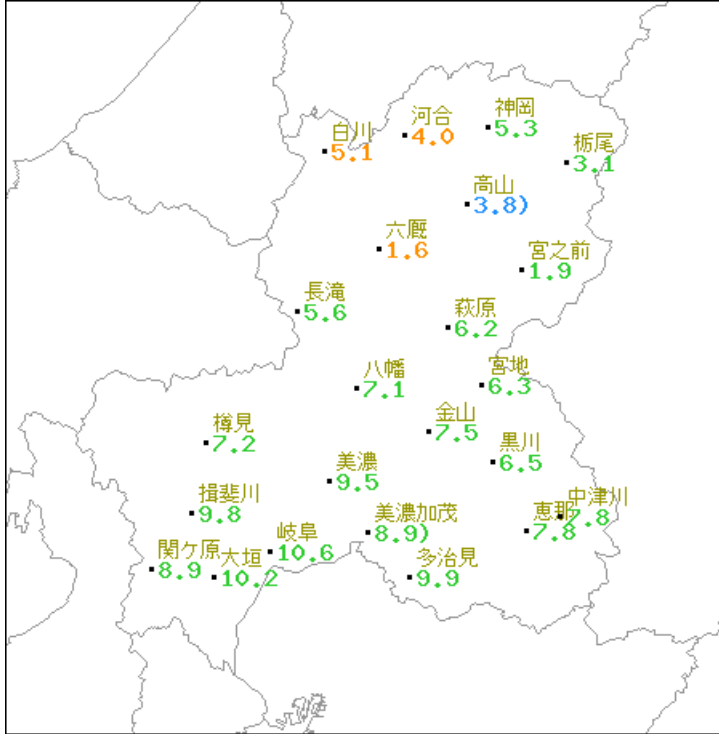 神岡
5.3
河合
4.0
白川
5.1
栃尾
3.1
高山
3.8)
六厩
1.6
宮之前
1.9
長滝
5.6
萩原
6.2
宮地
6.3
八幡
7.1
金山
7.5
樽見
7.2
黒川
6.5
美濃
9.5
揖斐川
9.8
中津川
7.8
恵那
7.8
美濃加茂
8.9)
岐阜
10.6
関ケ原
8.9
大垣
10.2
多治見
9.9